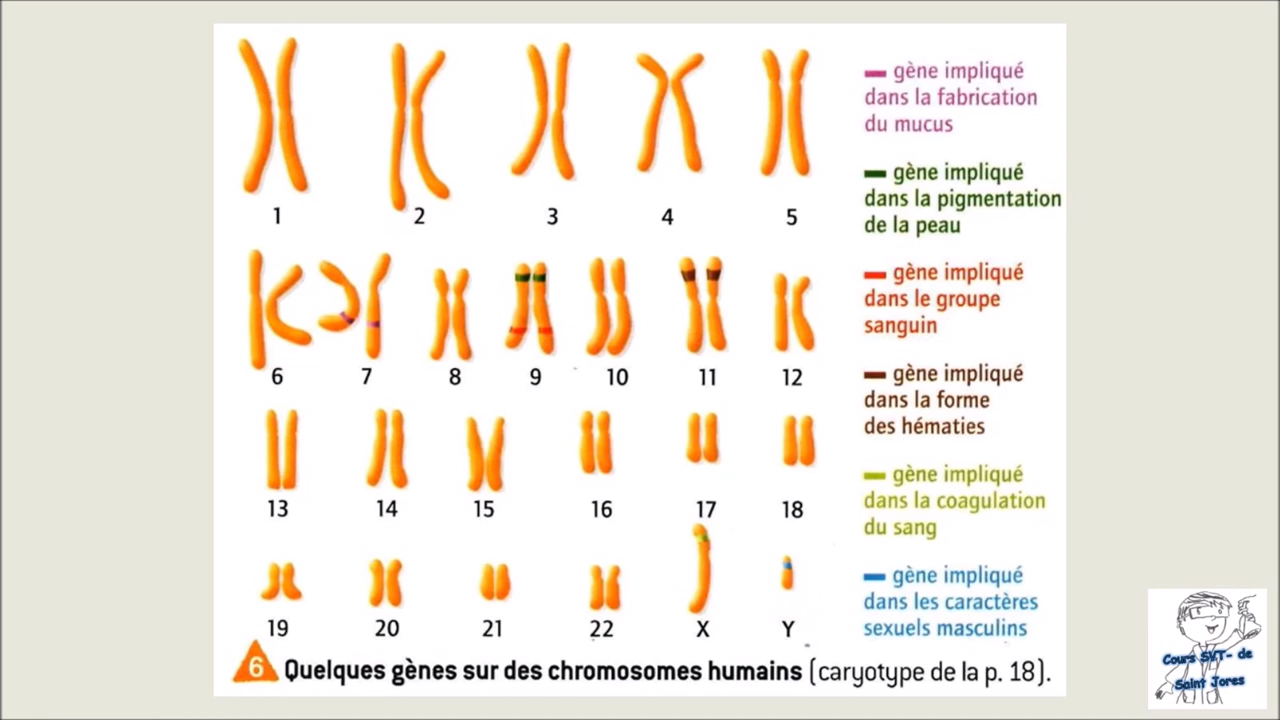 1 2 3 4 5
6 7 8 9 10 11 12
13 14 15 16 17 18
19 20 21 22 X Y
gène impliqué
dans la fabrication
du mucus
gène impliqué
dans la pigmentation
de la peau
gène impliqué
dans le groupe
sanguin
gène impliqué
dans la forme
des hématies
gène impliqué
dans la coagulation
du sang
gène impliqué
dans les caractères
sexuels masculins
6 Quelques gènes sur des chromosomes humains (caryotype de la p. 18).
Cours SVT- de
Saint Jores